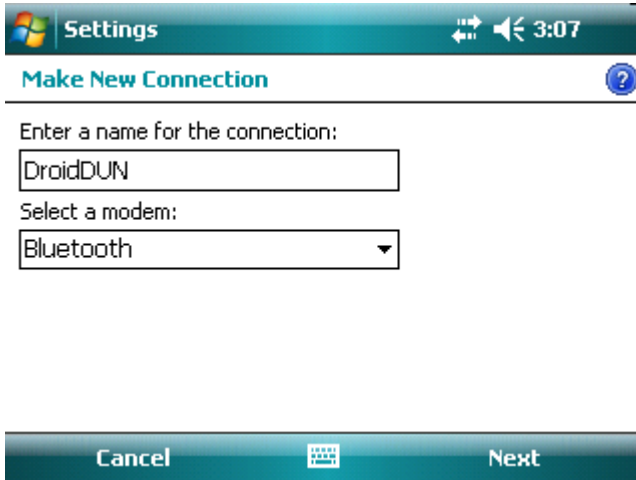 Settings 3:07
Make New Connection ?
Enter a name for the connection:
DroidDUN
Select a modem:
Bluetooth
Cancel Next